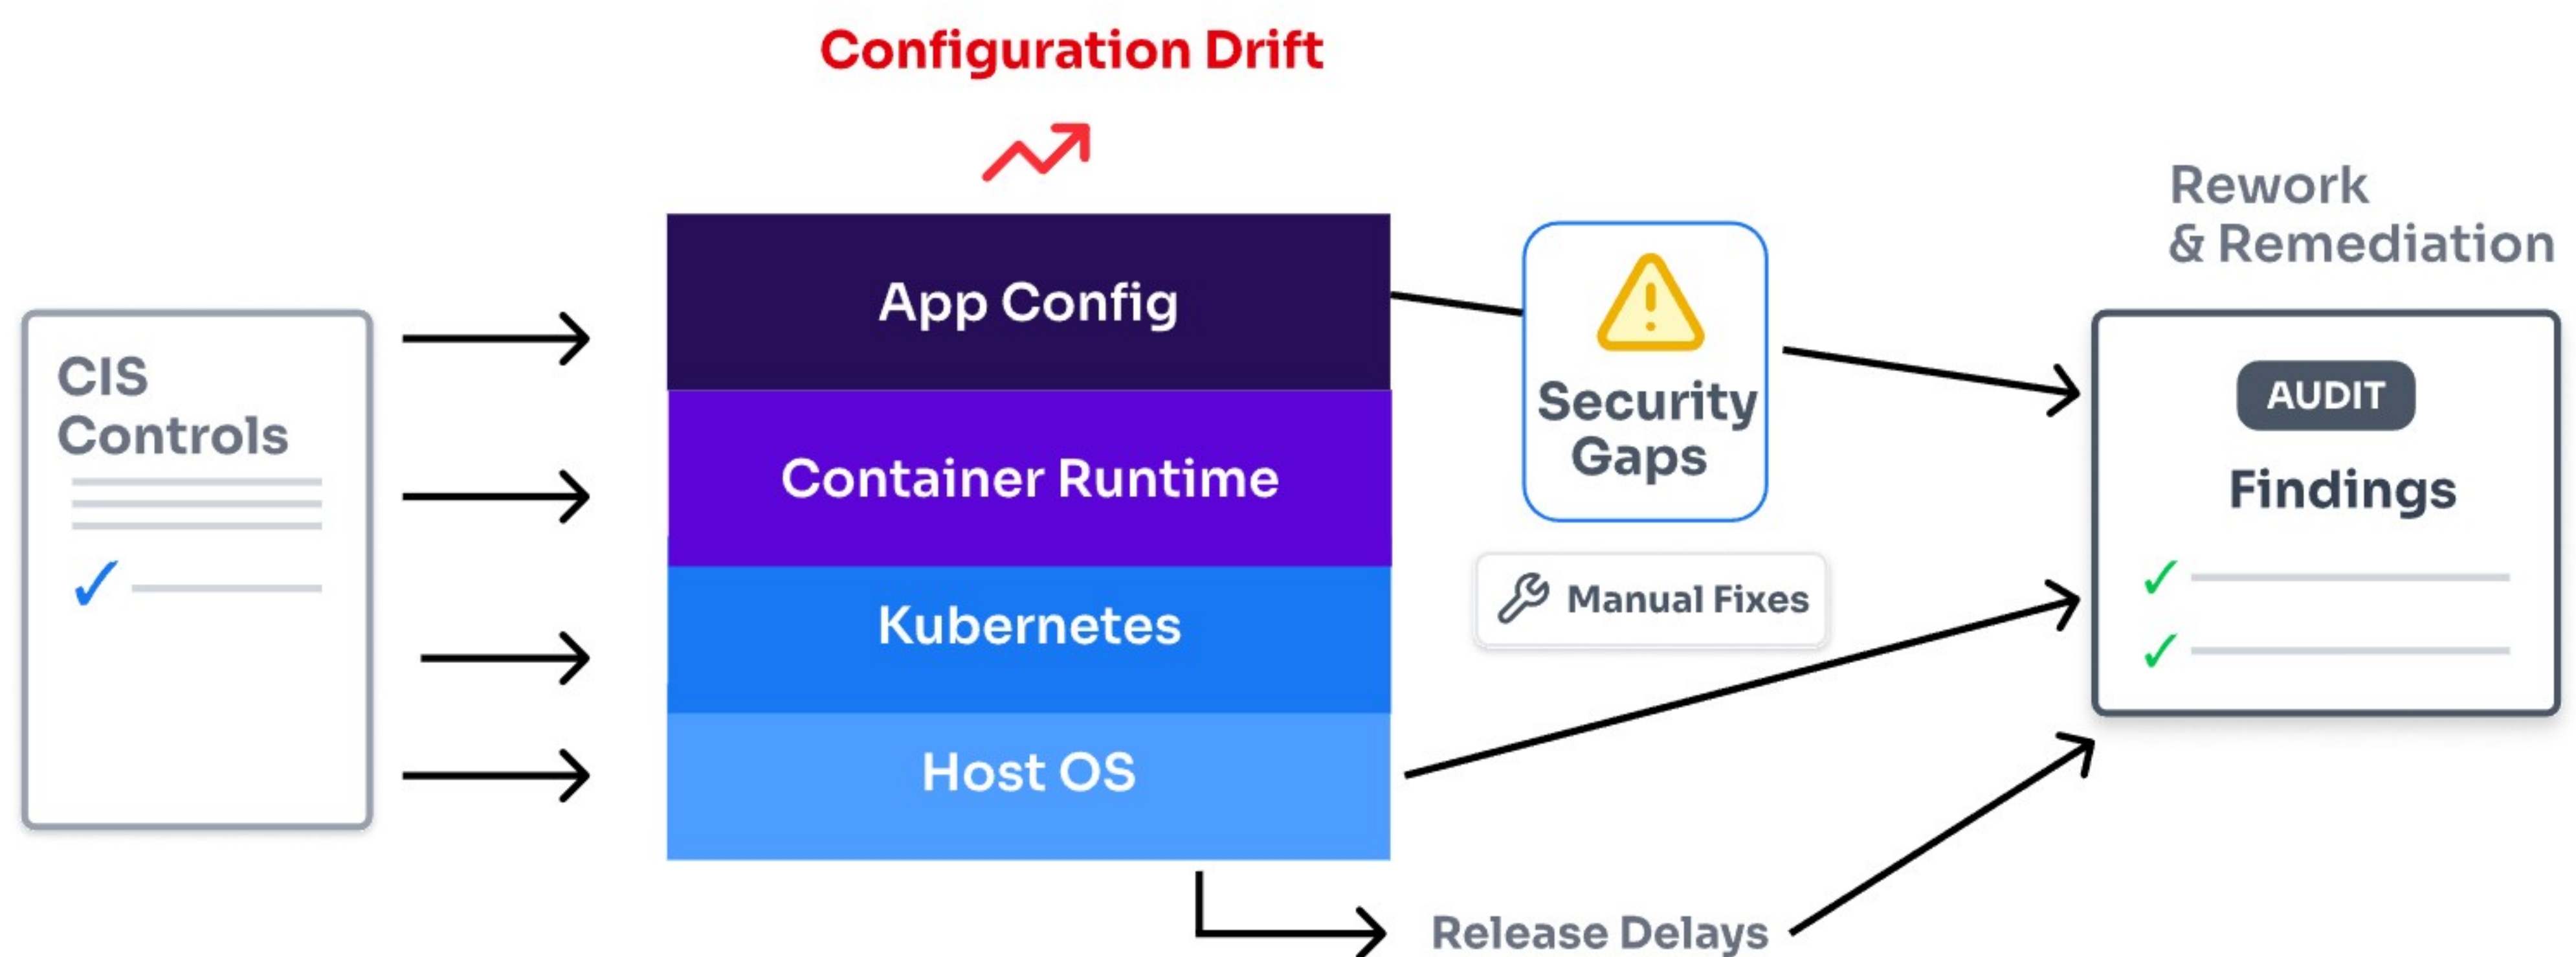 Configuration Drift
Rework
& Remediation
CIS
Controls
App Config
Container Runtime
Kubernetes
Host OS
Security
Gaps
Manual Fixes
AUDIT
Findings
Release Delays